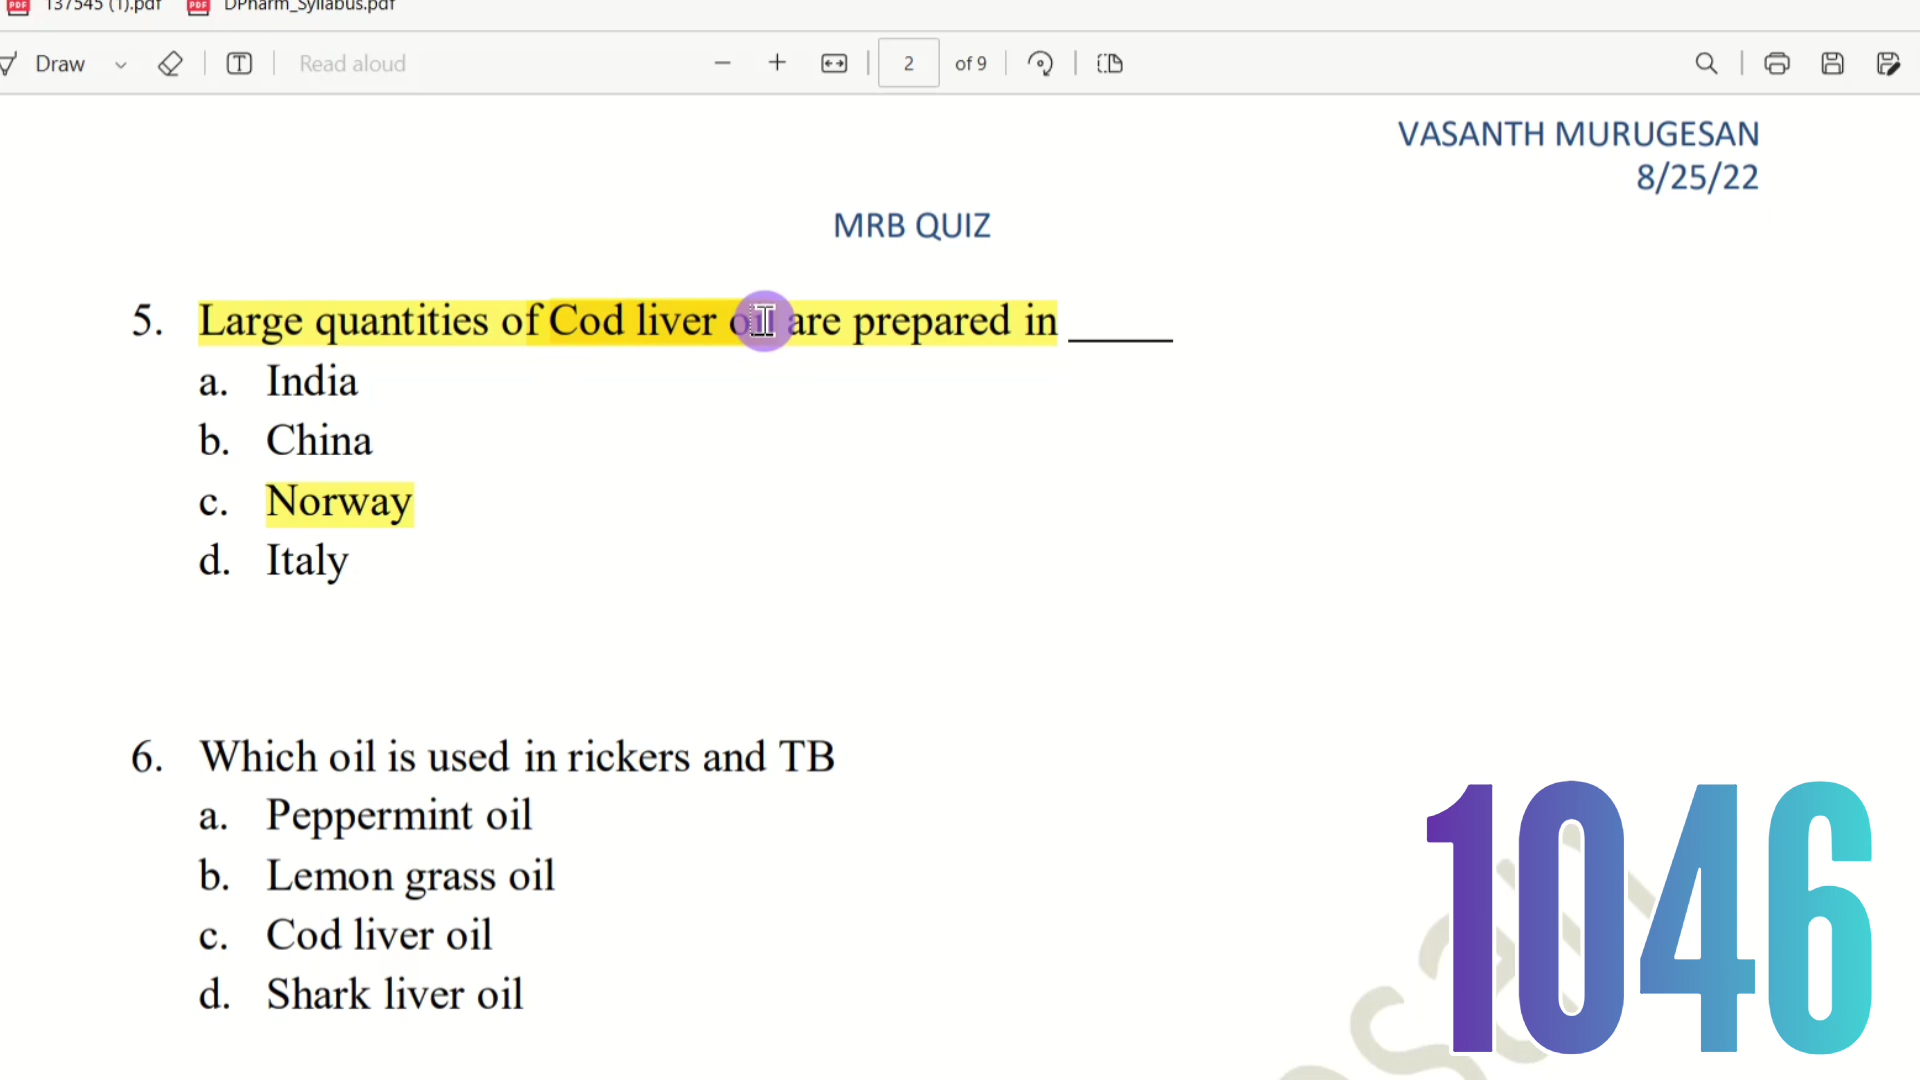 137545 (1).pdf DPharm_Syllabus.pdf
Draw Read aloud 2 of 9
VASANTH MURUGESAN
8/25/22
MRB QUIZ
5. Large quantities of Cod liver oil are prepared in ______
a. India
b. China
c. Norway
d. Italy
6. Which oil is used in rickers and TB
a. Peppermint oil
b. Lemon grass oil
c. Cod liver oil
d. Shark liver oil
1046